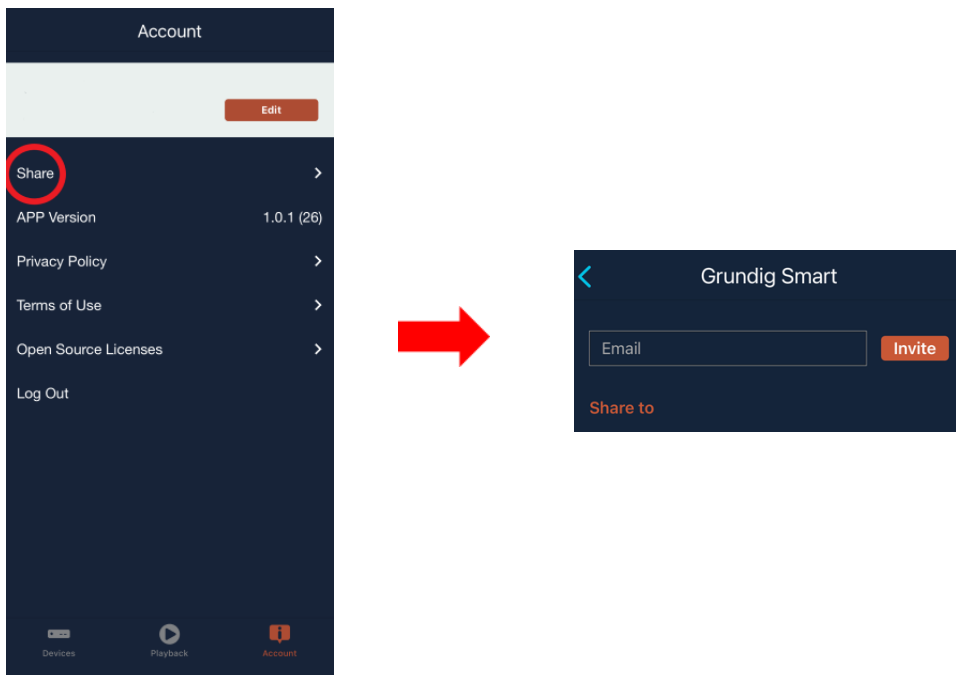 Account
Edit
Share
APP Version 1.0.1 (26)
Privacy Policy
Terms of Use
Open Source Licenses
Log Out
Devices Playback Account
Grundig Smart
Email Invite
Share to